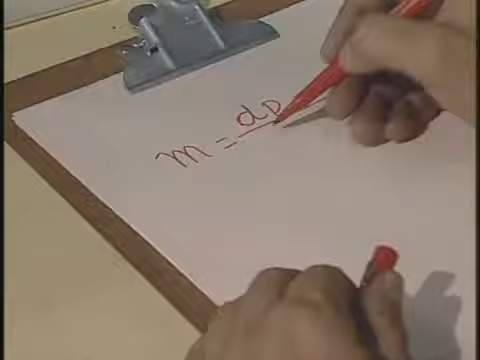 m = dp